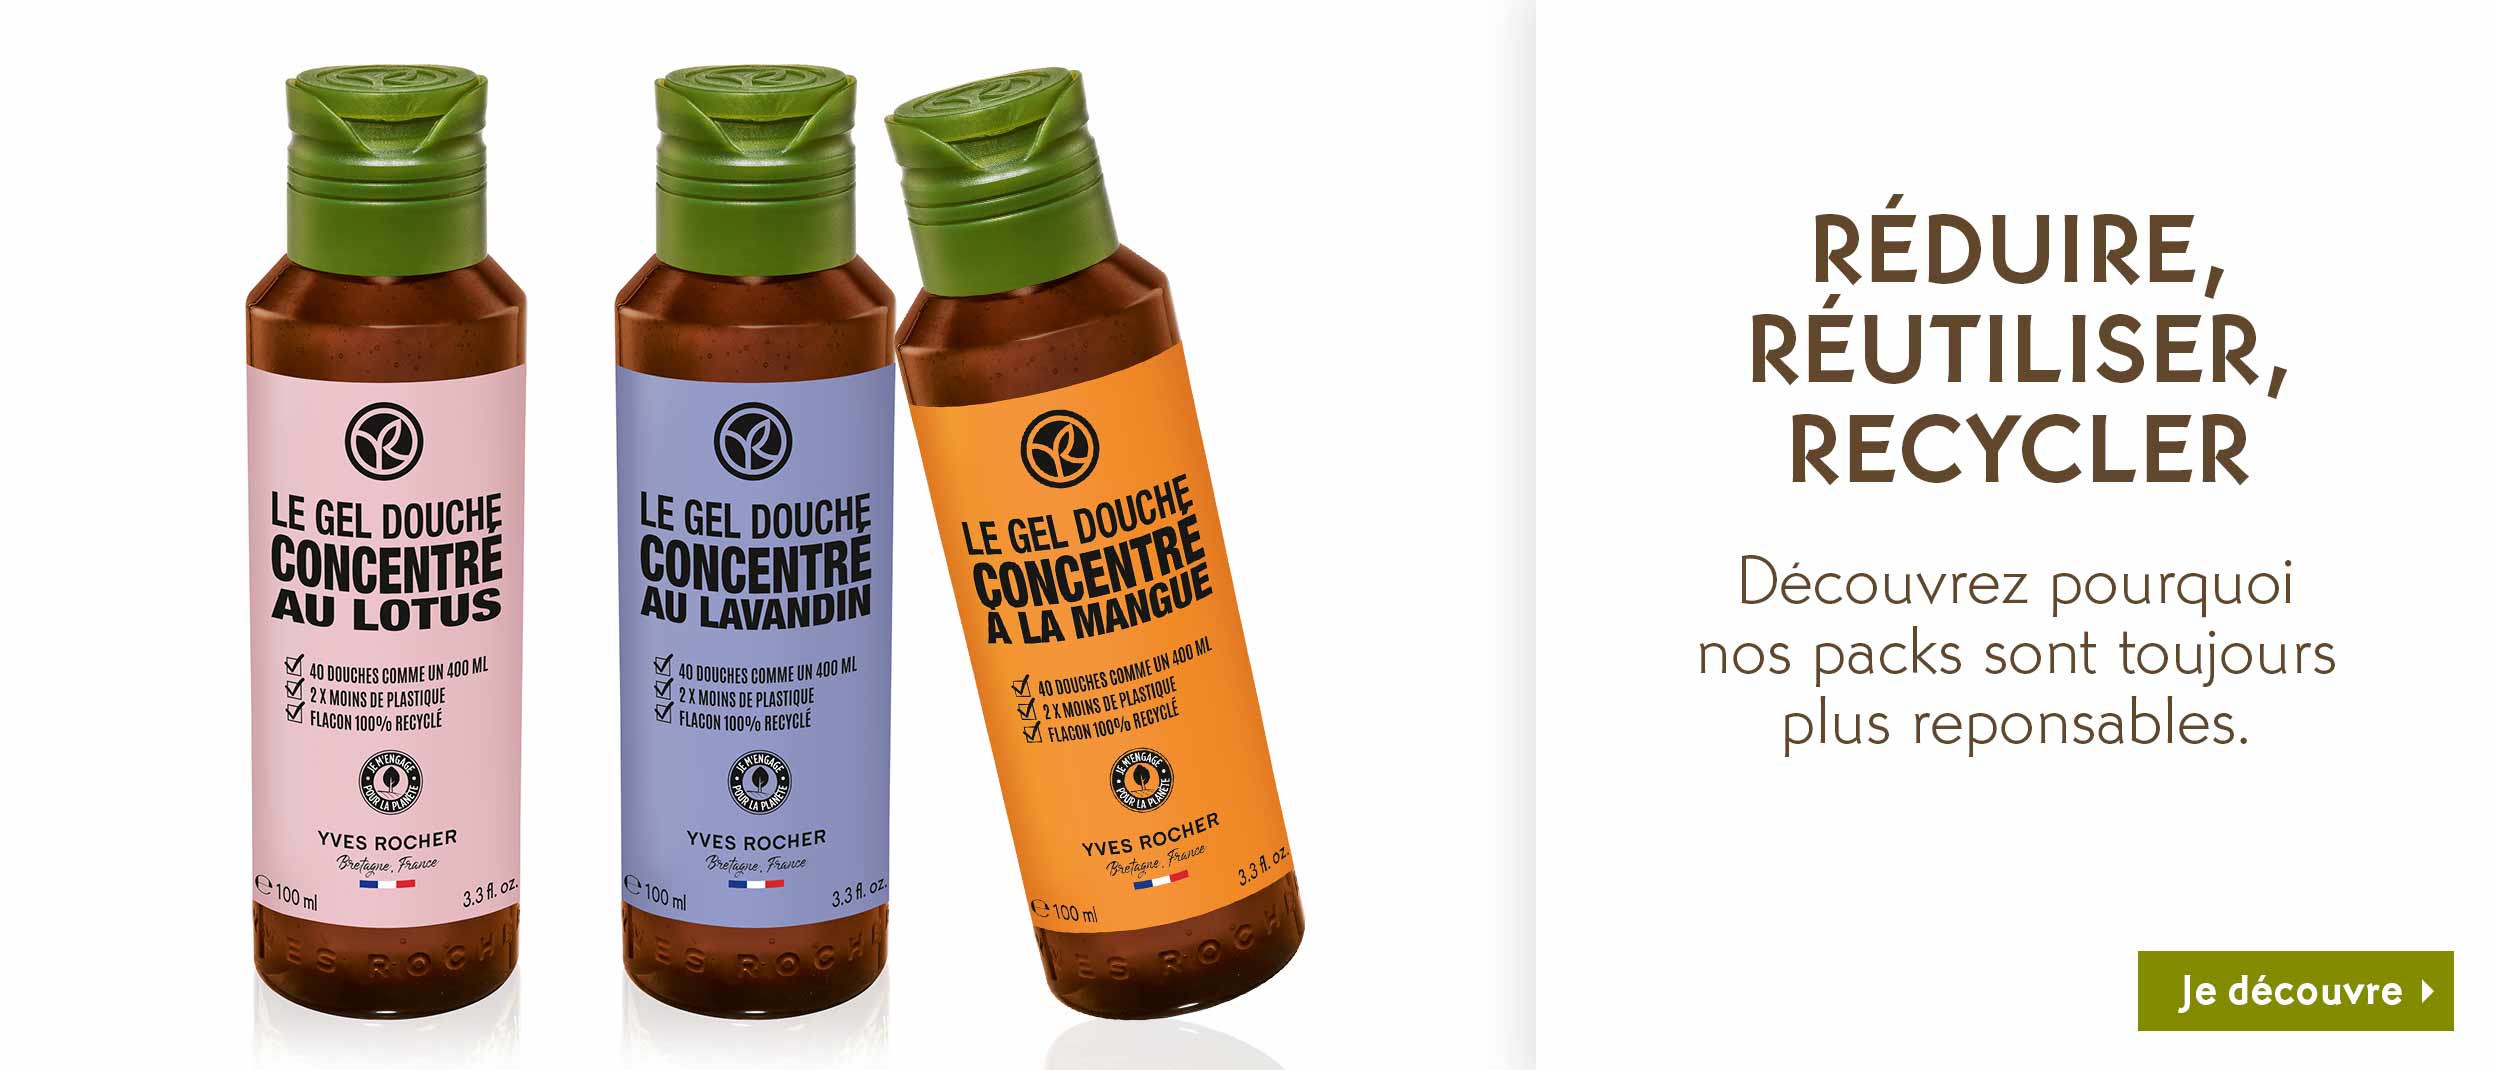 LE GEL DOUCHE
CONCENTRÉ
AU LOTUS
40 DOUCHES COMME UN 400 ML
2 X MOINS DE PLASTIQUE
FLACON 100% RECYCLÉ
JE M'ENGAGE
POUR LA PLANÈTE
YVES ROCHER
Bretagne, France
℮ 100 ml 3.3 fl. oz.
YVES ROCH
LE GEL DOUCHE
CONCENTRÉ
AU LAVANDIN
40 DOUCHES COMME UN 400 ML
2 X MOINS DE PLASTIQUE
FLACON 100% RECYCLÉ
JE M'ENGAGE
POUR LA PLANÈTE
YVES ROCHER
Bretagne, France
℮ 100 ml 3.3 fl. oz.
YVES ROCH
LE GEL DOUCHE
CONCENTRÉ
À LA MANGUE
40 DOUCHES COMME UN 400 ML
2 X MOINS DE PLASTIQUE
FLACON 100% RECYCLÉ
JE M'ENGAGE
POUR LA PLANÈTE
YVES ROCHER
Bretagne, France
℮ 100 ml 3.3 fl. oz.
YVES ROCH
RÉDUIRE,
RÉUTILISER,
RECYCLER
Découvrez pourquoi
nos packs sont toujours
plus reponsables.
Je découvre